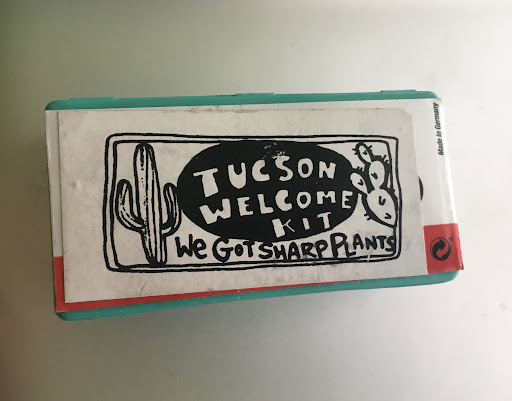 TUCSON
WELCOME
KIT
We GoT SHARP PLANTS
Made in Germany